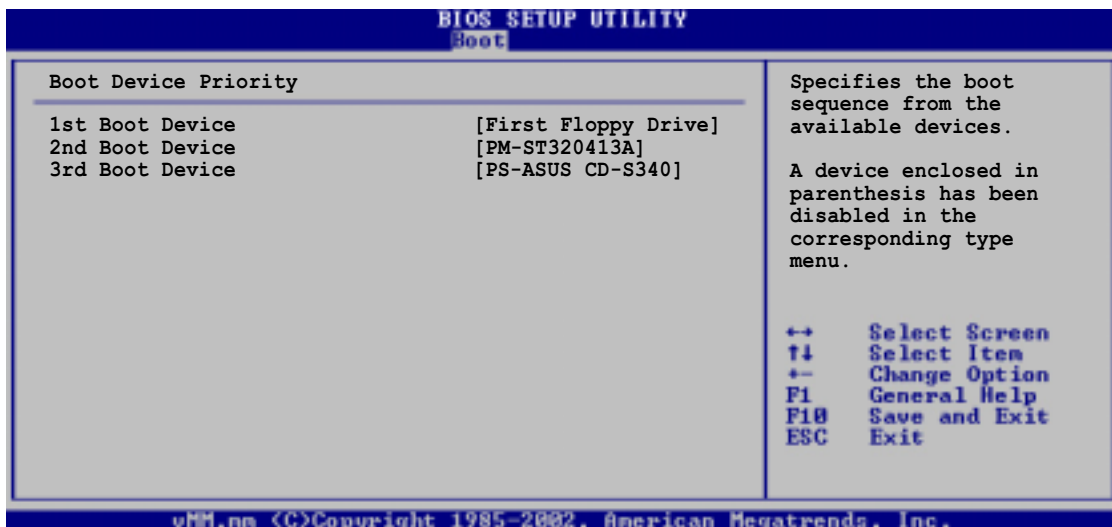 BIOS SETUP UTILITY
Boot
Boot Device Priority
1st Boot Device [First Floppy Drive]
2nd Boot Device [PM-ST320413A]
3rd Boot Device [PS-ASUS CD-S340]
Specifies the boot
sequence from the
available devices.
A device enclosed in
parenthesis has been
disabled in the
corresponding type
menu.
←→ Select Screen
↑↓ Select Item
+- Change Option
F1 General Help
F10 Save and Exit
ESC Exit
vMM.nm (C)Copyright 1985-2002, American Megatrends, Inc.